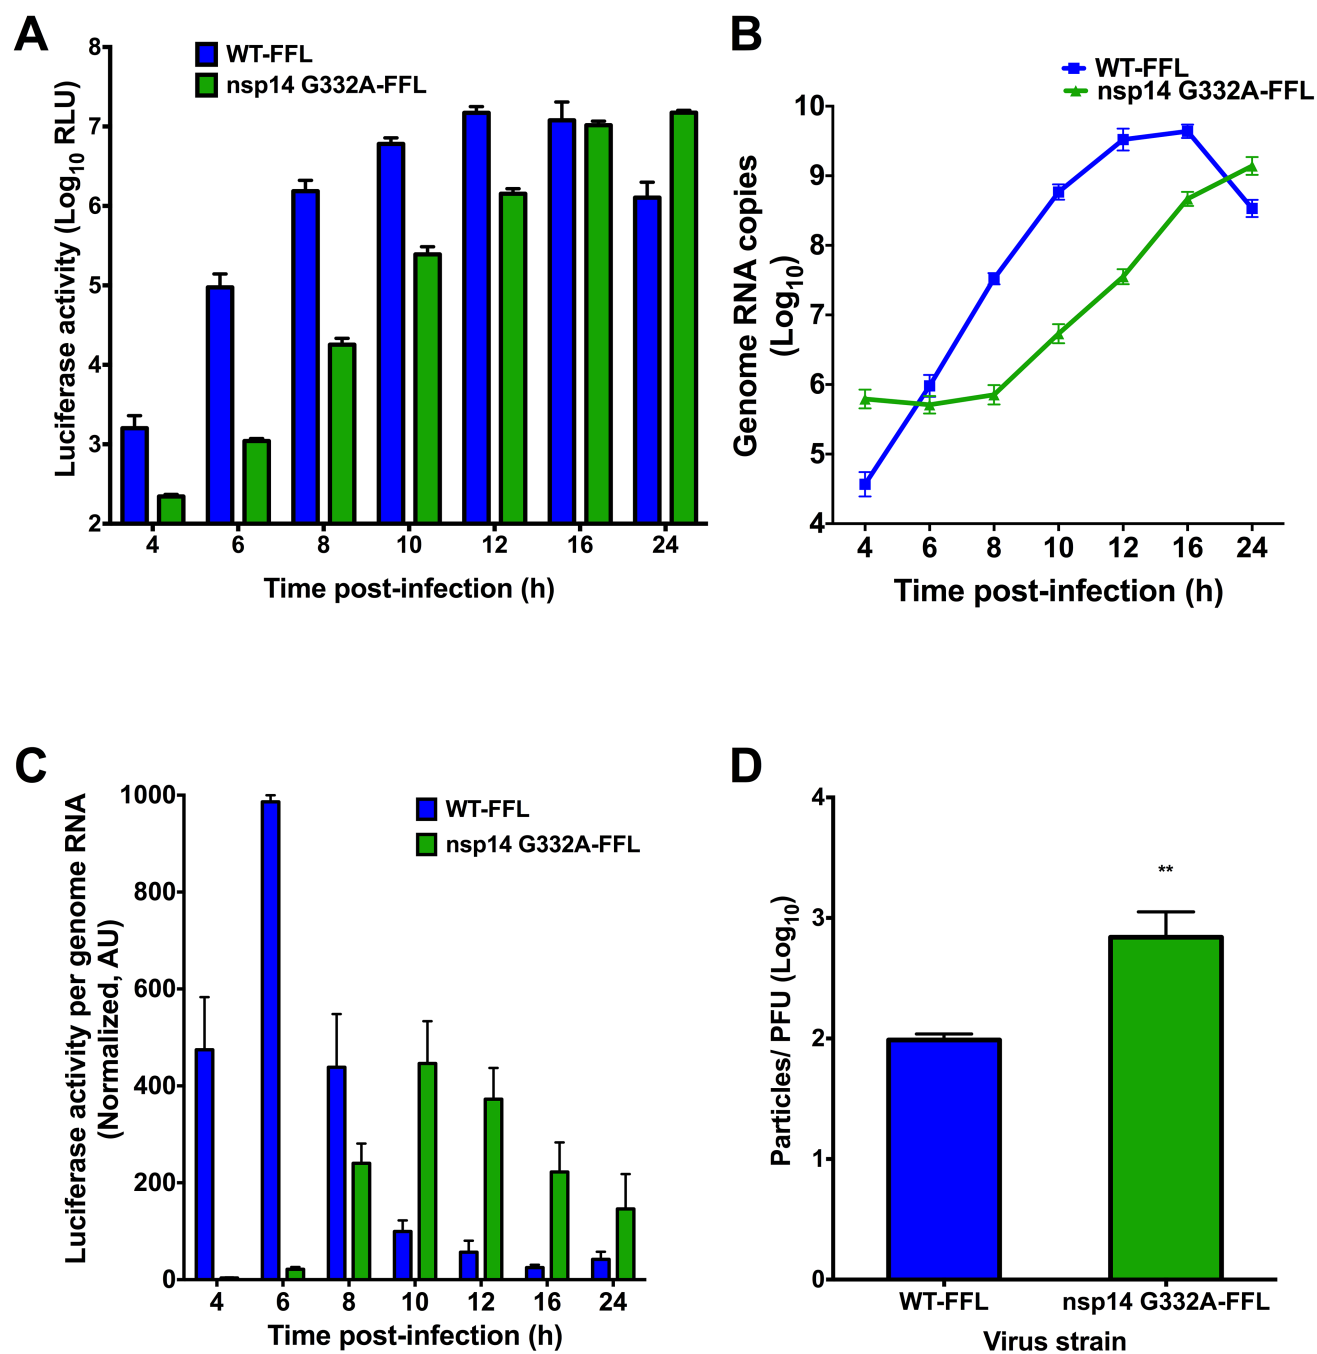 A
WT-FFL
nsp14 G332A-FFL
Luciferase activity (Log10 RLU)
8
7
6
5
4
3
2
4 6 8 10 12 16 24
Time post-infection (h)
B
WT-FFL
nsp14 G332A-FFL
Genome RNA copies
(Log10)
10
9
8
7
6
5
4
4 6 8 10 12 16 24
Time post-infection (h)
C
WT-FFL
nsp14 G332A-FFL
Luciferase activity per genome RNA
(Normalized, AU)
1000
800
600
400
200
0
4 6 8 10 12 16 24
Time post-infection (h)
D
Particles/ PFU (Log10)
4
3
2
1
0
**
WT-FFL nsp14 G332A-FFL
Virus strain